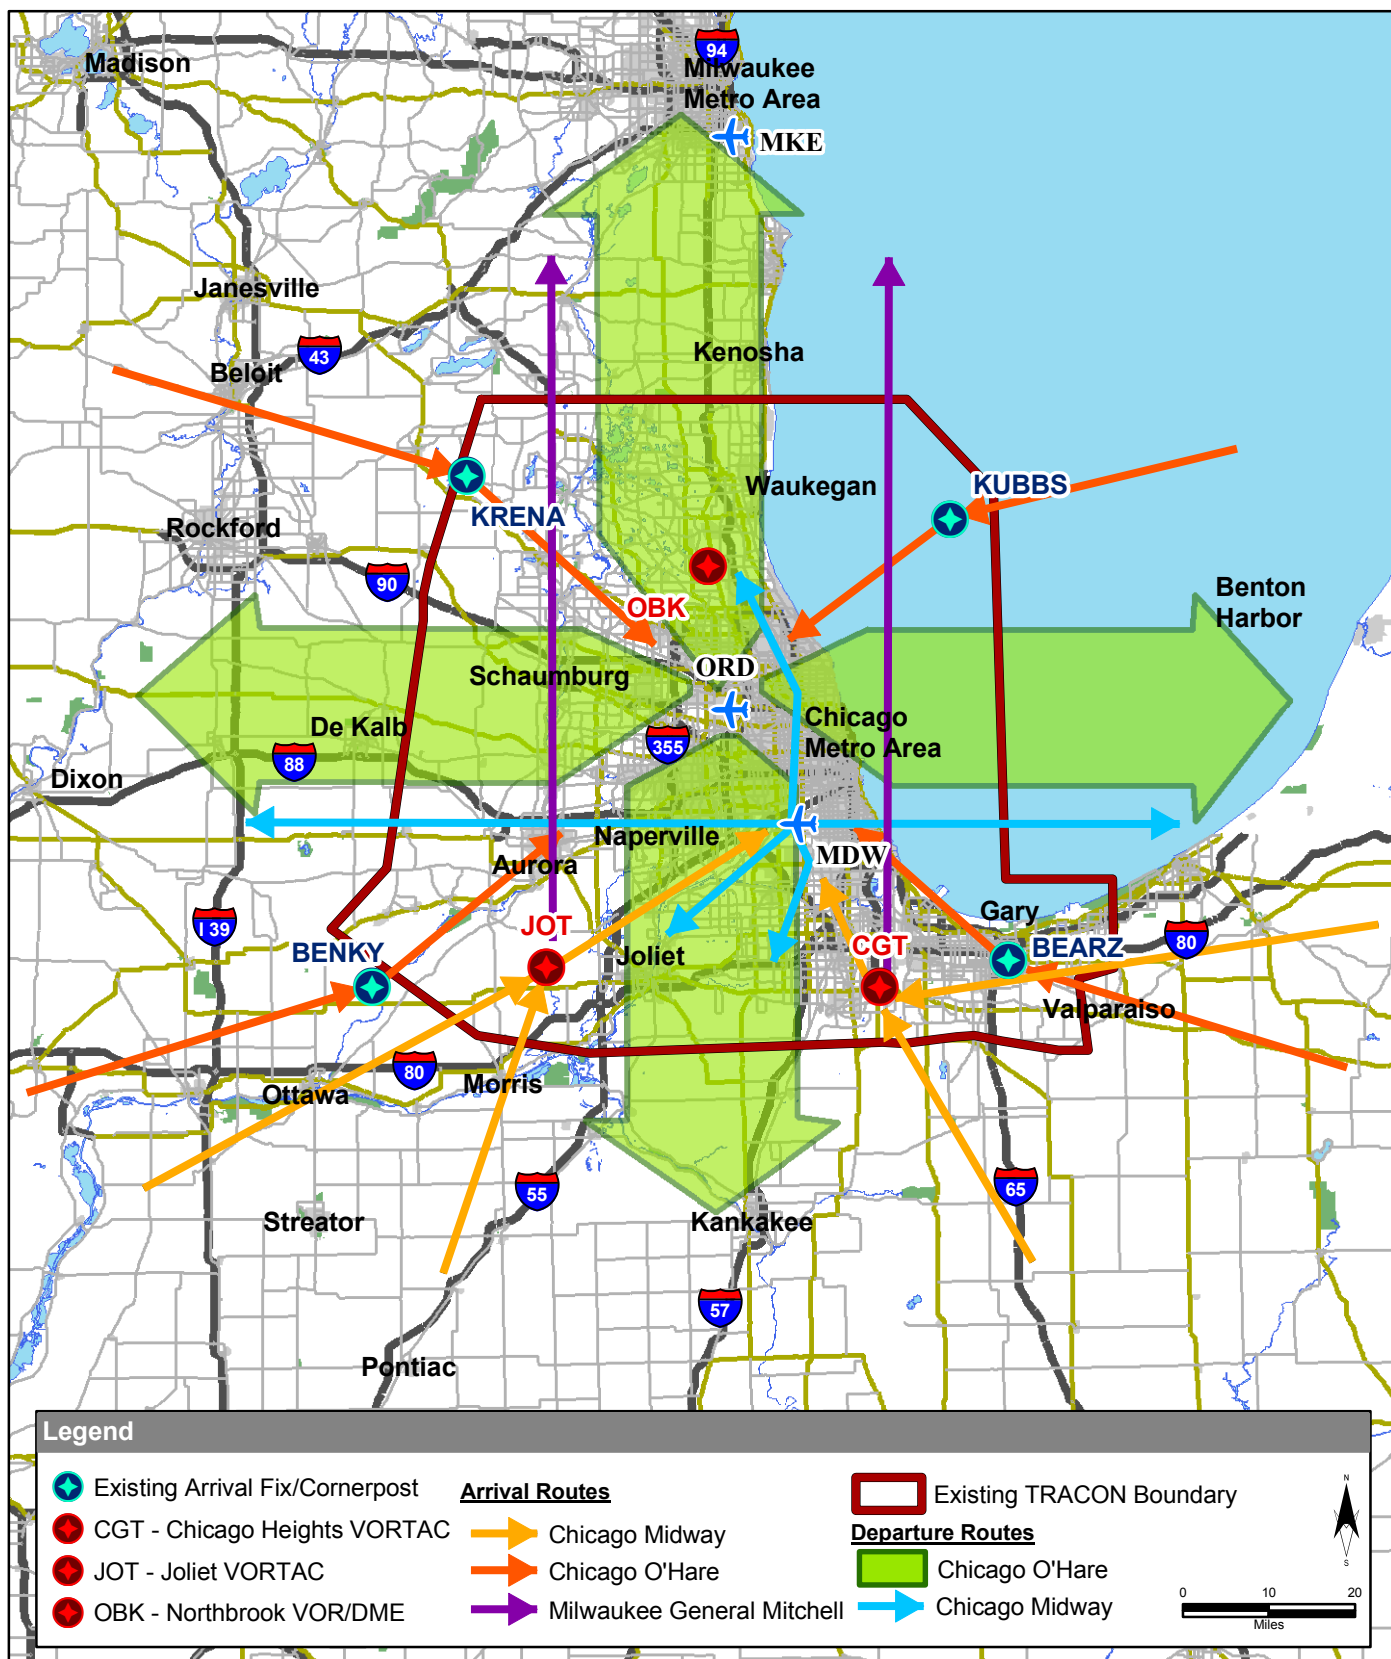 94
Madison
Milwaukee
Metro Area
MKE
Janesville
43
Kenosha
Beloit
KUBBS
Waukegan
KRENA
Rockford
90
Benton
Harbor
OBK
ORD
Schaumburg
Chicago
Metro Area
De Kalb
355
88
Dixon
Naperville
MDW
Aurora
Gary
I 39
JOT
80
BENKY
CGT
BEARZ
Joliet
Valparaiso
80
Morris
Ottawa
55
65
Streator
Kankakee
57
Pontiac
Legend
Existing Arrival Fix/Cornerpost
CGT - Chicago Heights VORTAC
JOT - Joliet VORTAC
OBK - Northbrook VOR/DME
Arrival Routes
Chicago Midway
Chicago O'Hare
Milwaukee General Mitchell
Existing TRACON Boundary
Departure Routes
Chicago O'Hare
Chicago Midway
N
S
0 10 20
Miles